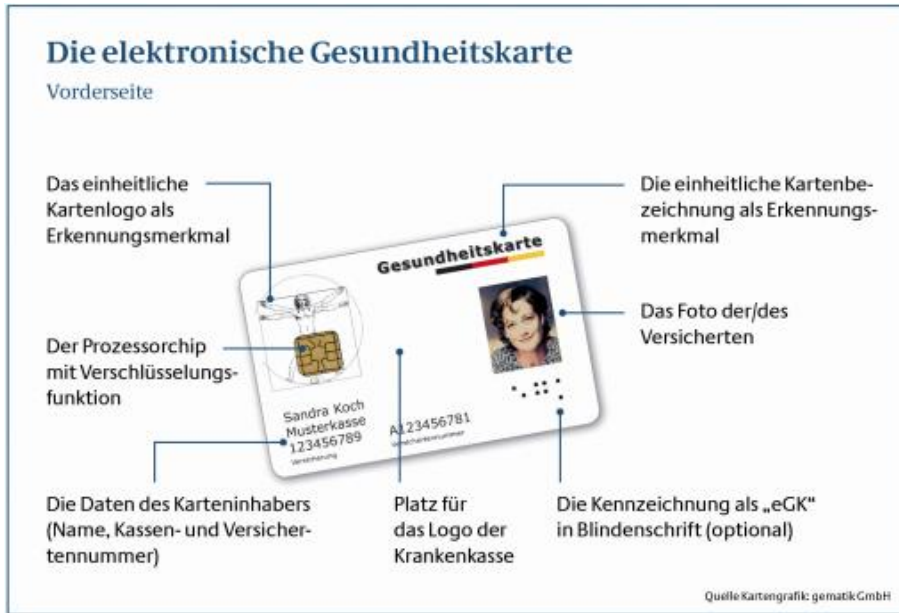 Die elektronische Gesundheitskarte
Vorderseite
Das einheitliche
Kartenlogo als
Erkennungsmerkmal
Die einheitliche Kartenbe-
zeichnung als Erkennungs-
merkmal
Gesundheitskarte
Das Foto der/des
Versicherten
Der Prozessorchip
mit Verschlüsselungs-
funktion
Sandra Koch
Musterkasse
123456789
Versicherung
A123456781
Versichertennummer
Die Daten des Karteninhabers
(Name, Kassen- und Versicher-
tennummer)
Platz für
das Logo der
Krankenkasse
Die Kennzeichnung als „eGK“
in Blindenschrift (optional)
Quelle Kartengrafik: gematik GmbH